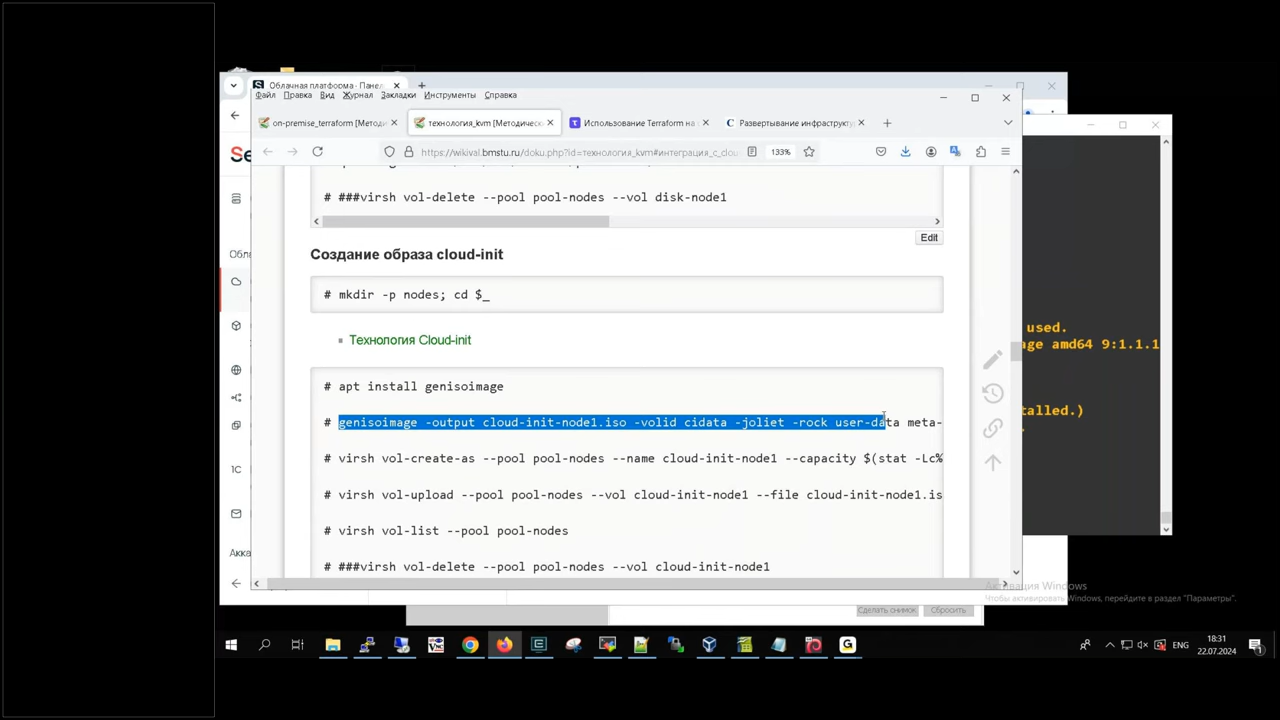 Облачная платформа · Пане
Файл Правка Вид Журнал Закладки Инструменты Справка
on-premise_terraform [Методи
технология_kvm [Методическ
Использование Terraform на
Развертывание инфраструкту
https://wikival.bmstu.ru/doku.php?id=технология_kvm#интеграция_с_clou
133%
Se
# ###virsh vol-delete --pool pool-nodes --vol disk-node1
Edit
Создание образа cloud-init
# mkdir -p nodes; cd $_
Технология Cloud-init
# apt install genisoimage
# genisoimage -output cloud-init-node1.iso -volid cidata -joliet -rock user-data meta-
# virsh vol-create-as --pool pool-nodes --name cloud-init-node1 --capacity $(stat -Lc%
# virsh vol-upload --pool pool-nodes --vol cloud-init-node1 --file cloud-init-node1.is
# virsh vol-list --pool pool-nodes
# ###virsh vol-delete --pool pool-nodes --vol cloud-init-node1
Обл
1C
Акка
used.
age amd64 9:1.1.1
talled.)
Активация Windows
Чтобы активировать Windows, перейдите в раздел "Параметры".
Сделать снимок
Сбросить
ENG
18:31
22.07.2024